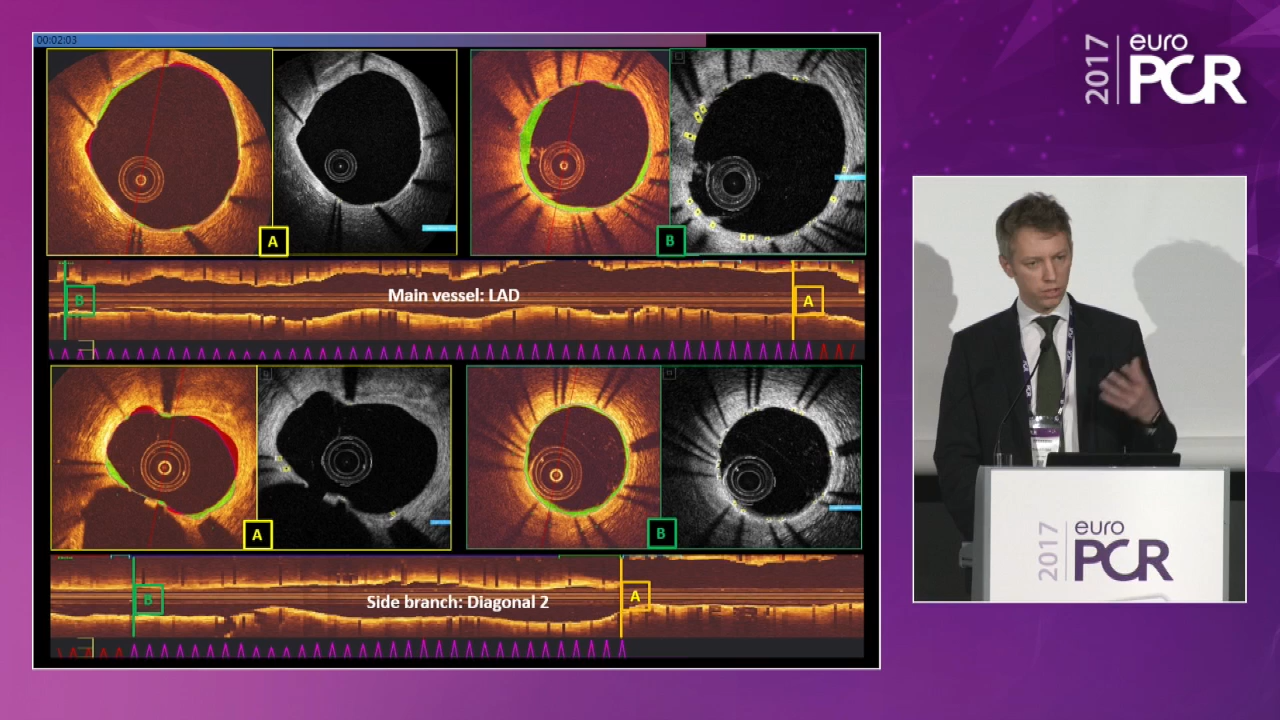 00:02:03
2017 euro PCR
A
B
B
Main vessel: LAD
A
A
B
B
Side branch: Diagonal 2
A
2017 euro PCR